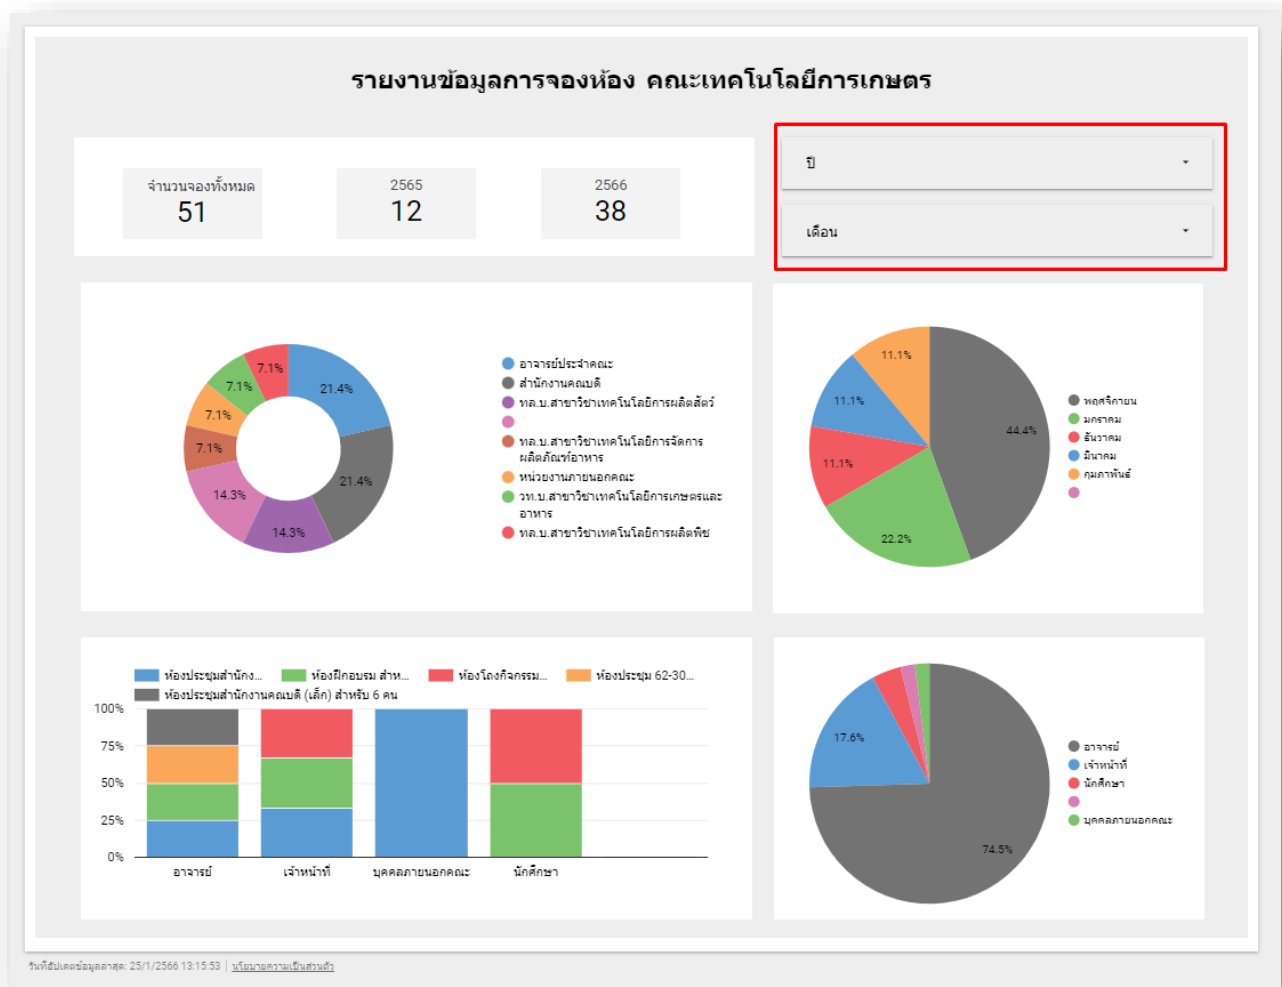 รายงานข้อมูลการจองห้อง คณะเทคโนโลยีการเกษตร
จำนวนจองทั้งหมด
51
2565
12
2566
38
ปี
เดือน
21.4%
21.4%
14.3%
14.3%
7.1%
7.1%
7.1%
7.1%
อาจารย์ประจำคณะ
สำนักงานคณบดี
ทล.บ.สาขาวิชาเทคโนโลยีการผลิตสัตว์
ทล.บ.สาขาวิชาเทคโนโลยีการจัดการ
ผลิตภัณฑ์อาหาร
หน่วยงานภายนอกคณะ
วท.บ.สาขาวิชาเทคโนโลยีการเกษตรและ
อาหาร
ทล.บ.สาขาวิชาเทคโนโลยีการผลิตพืช
44.4%
22.2%
11.1%
11.1%
11.1%
พฤศจิกายน
มกราคม
ธันวาคม
มีนาคม
กุมภาพันธ์
ห้องประชุมสำนักง...
ห้องฝึกอบรม สำห...
ห้องโถงกิจกรรม...
ห้องประชุม 62-30...
ห้องประชุมสำนักงานคณบดี (เล็ก) สำหรับ 6 คน
100%
75%
50%
25%
0%
อาจารย์
เจ้าหน้าที่
บุคคลภายนอกคณะ
นักศึกษา
17.6%
74.5%
อาจารย์
เจ้าหน้าที่
นักศึกษา
บุคคลภายนอกคณะ
วันที่อัปเดตข้อมูลล่าสุด: 25/1/2566 13:15:53 | นโยบายความเป็นส่วนตัว